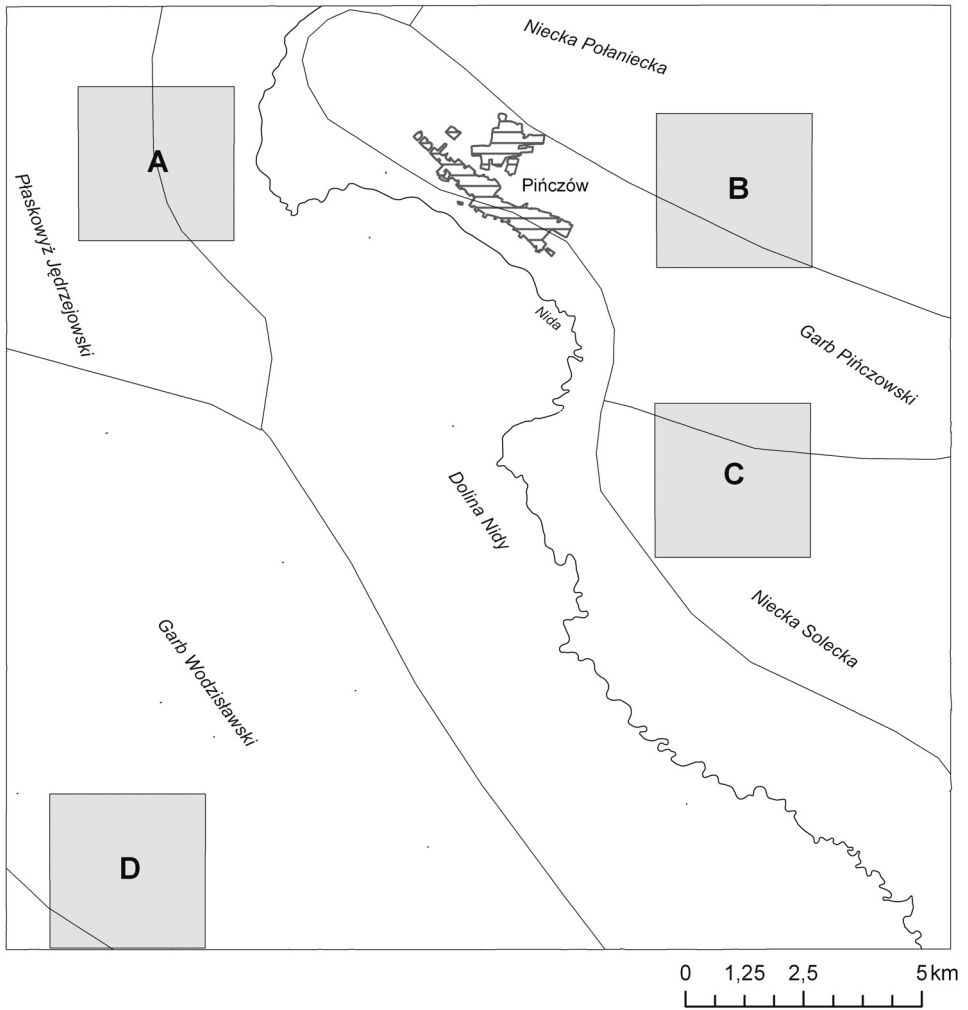 Niecka Połaniecka
A
B
Pińczów
Płaskowyż Jędrzejowski
Nida
Garb Pińczowski
C
Dolina Nidy
Niecka Solecka
Garb Wodzisławski
D
0 1,25 2,5 5 km